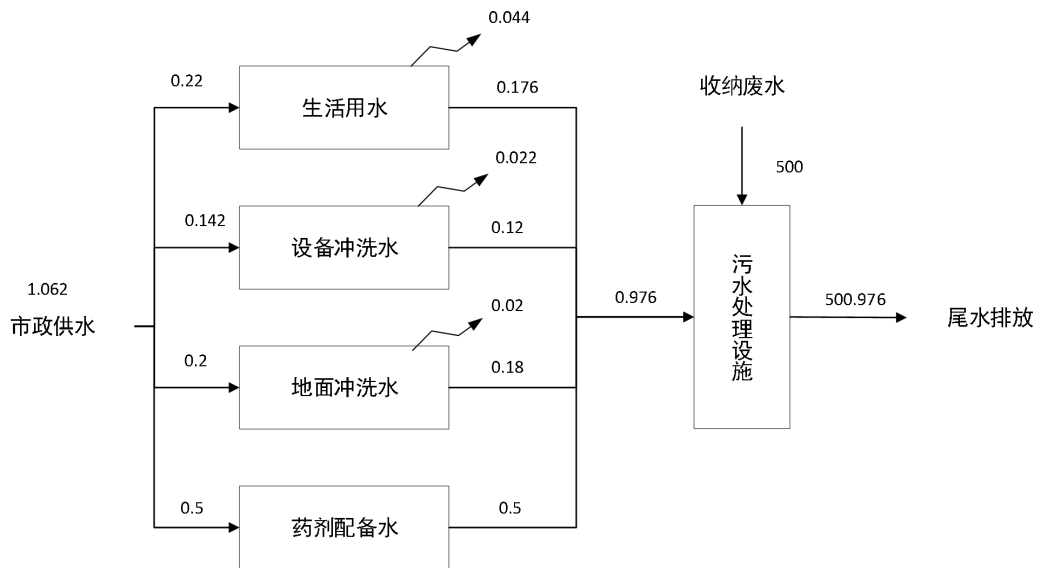 0.044
0.22
生活用水
0.176
收纳废水
0.022
500
0.142
设备冲洗水
0.12
1.062
市政供水
0.02
0.976
污水处理设施
500.976
尾水排放
0.2
地面冲洗水
0.18
0.5
药剂配备水
0.5